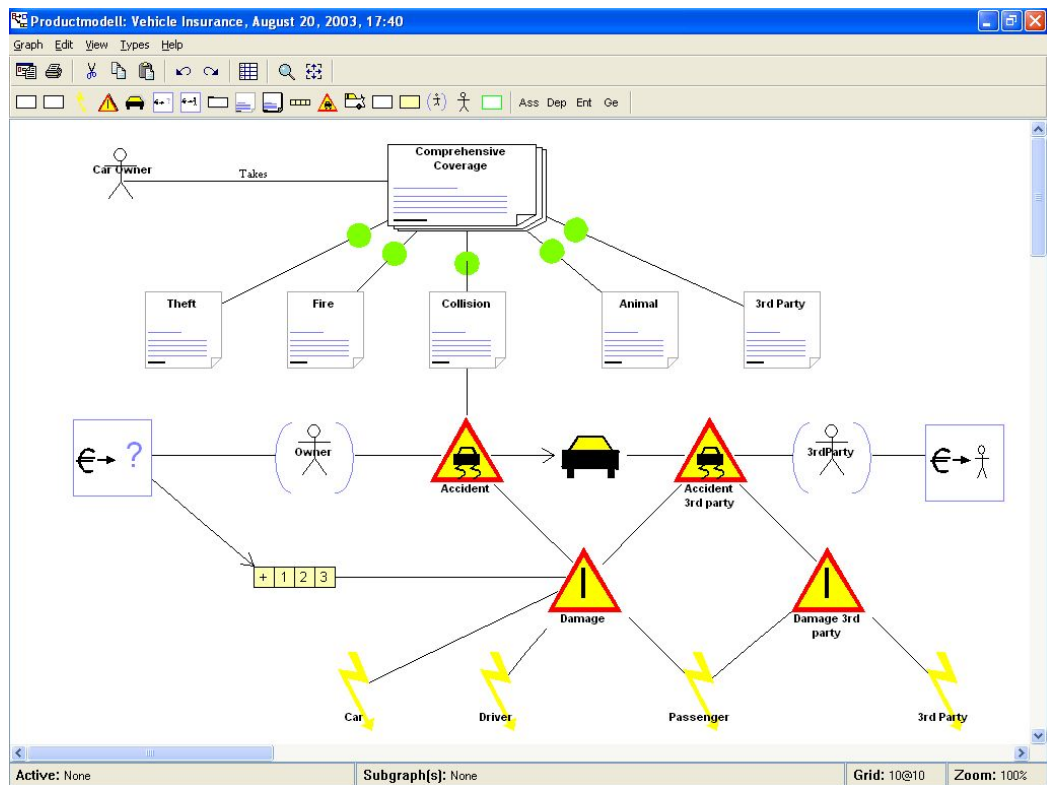 Productmodell: Vehicle Insurance, August 20, 2003, 17:40
Graph Edit View Types Help
Ass Dep Ent Ge
Comprehensive
Coverage
Car Owner
Takes
Theft
Fire
Collision
Animal
3rd Party
€ ?
Owner
3rdParty
€
Accident
Accident
3rd party
+ 1 2 3
Damage
Damage 3rd
party
Car
Driver
Passenger
3rd Party
Active: None
Subgraph(s): None
Grid: 10@10
Zoom: 100%